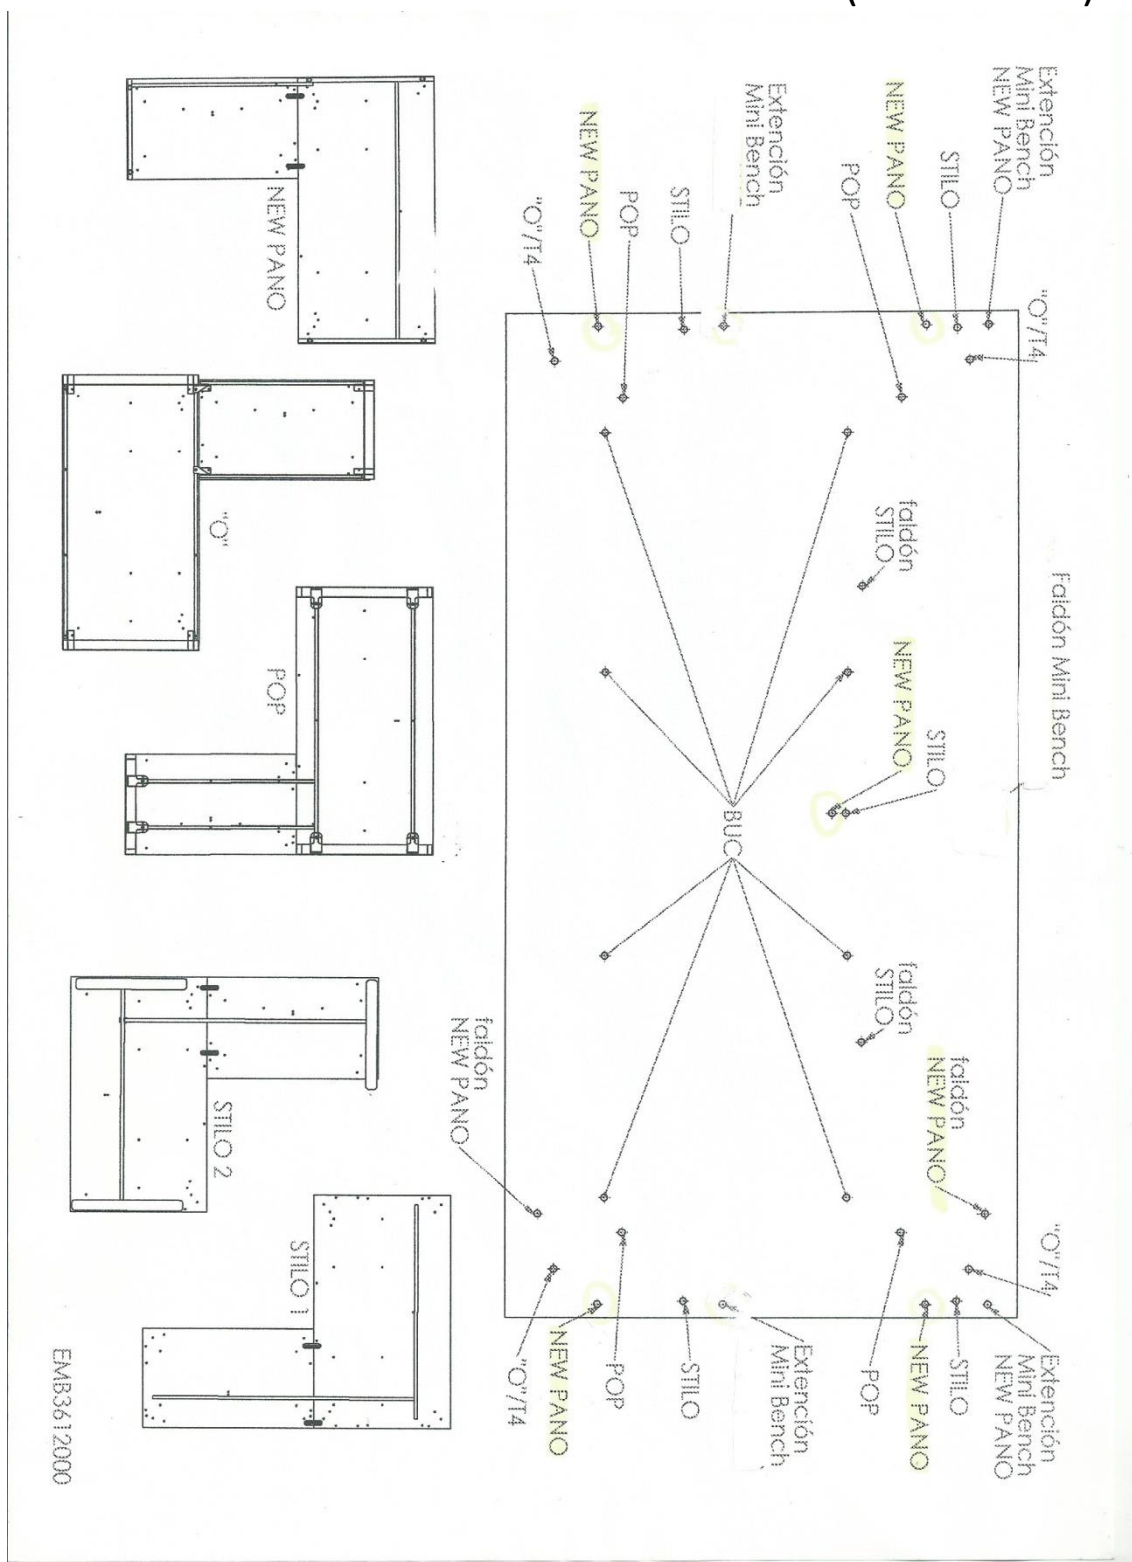 Extención
Mini Bench
NEW PANO
"O"/T4
Faldón Mini Bench
"O"/T4
Extención
Mini Bench
NEW PANO
STILO
STILO
faldón
NEW PANO
STILO
NEW PANO
NEW PANO
NEW PANO
faldón
STILO
faldón
STILO
POP
POP
Extención
Mini Bench
BUC
Extención
Mini Bench
STILO
STILO
POP
POP
NEW PANO
NEW PANO
"O"/T4
"O"/T4
faldón
NEW PANO
NEW PANO
"O"
POP
STILO 2
STILO 1
EMB3612000